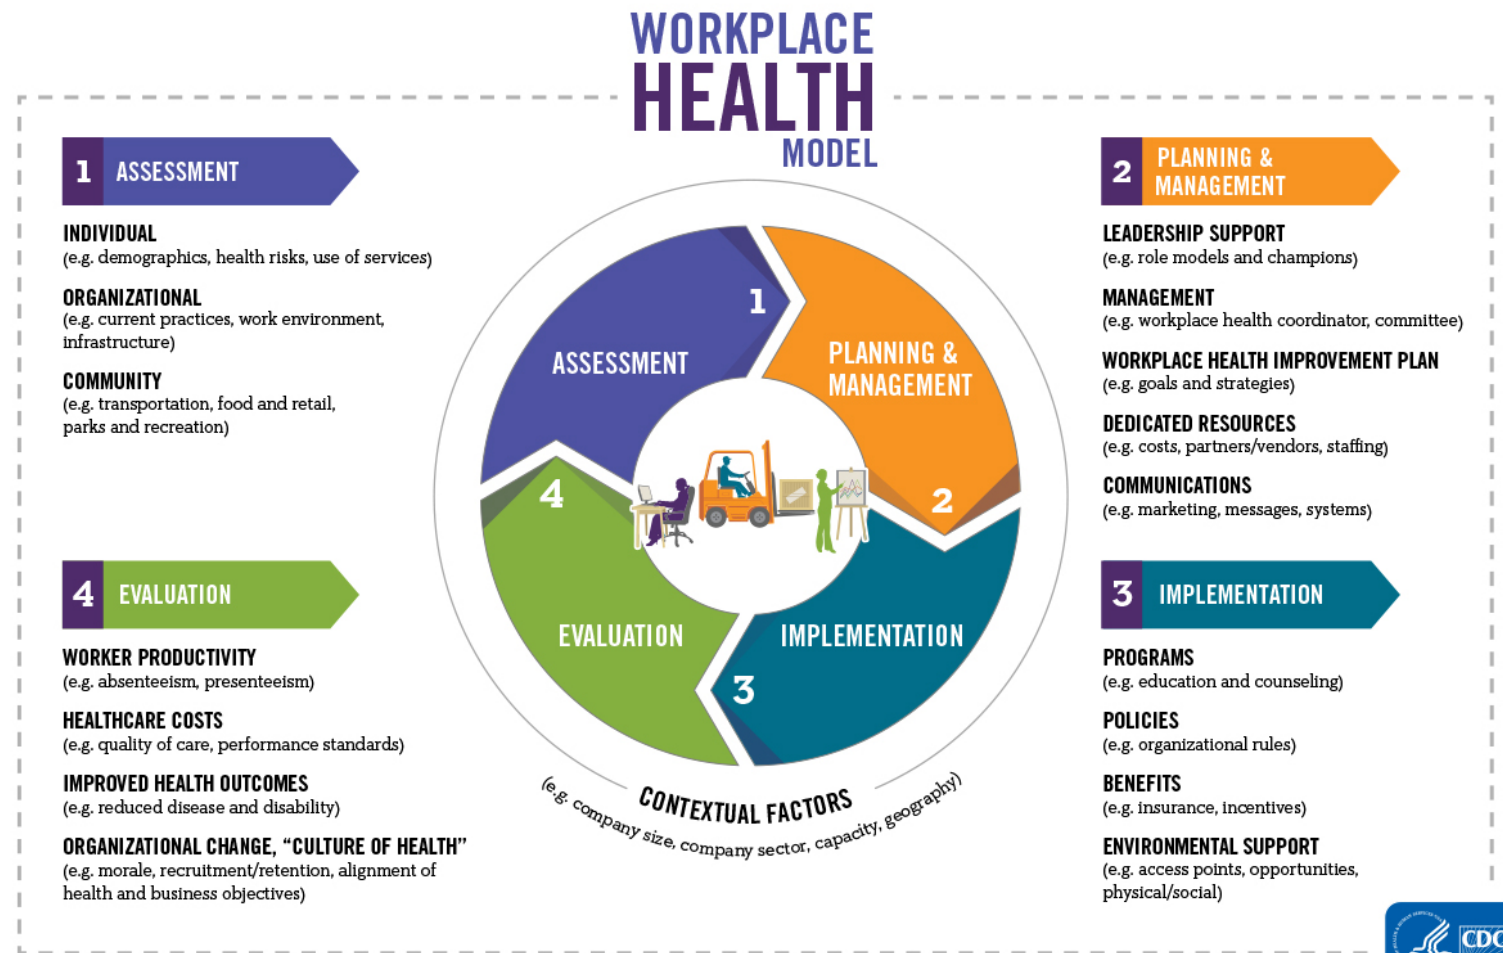 WORKPLACE
HEALTH
MODEL
1 ASSESSMENT
INDIVIDUAL
(e.g. demographics, health risks, use of services)
ORGANIZATIONAL
(e.g. current practices, work environment,
infrastructure)
COMMUNITY
(e.g. transportation, food and retail,
parks and recreation)
2 PLANNING &
MANAGEMENT
LEADERSHIP SUPPORT
(e.g. role models and champions)
MANAGEMENT
(e.g. workplace health coordinator, committee)
WORKPLACE HEALTH IMPROVEMENT PLAN
(e.g. goals and strategies)
DEDICATED RESOURCES
(e.g. costs, partners/vendors, staffing)
COMMUNICATIONS
(e.g. marketing, messages, systems)
3 IMPLEMENTATION
PROGRAMS
(e.g. education and counseling)
POLICIES
(e.g. organizational rules)
BENEFITS
(e.g. insurance, incentives)
ENVIRONMENTAL SUPPORT
(e.g. access points, opportunities,
physical/social)
4 EVALUATION
WORKER PRODUCTIVITY
(e.g. absenteeism, presenteeism)
HEALTHCARE COSTS
(e.g. quality of care, performance standards)
IMPROVED HEALTH OUTCOMES
(e.g. reduced disease and disability)
ORGANIZATIONAL CHANGE, “CULTURE OF HEALTH”
(e.g. morale, recruitment/retention, alignment of
health and business objectives)
1
ASSESSMENT
PLANNING &
MANAGEMENT
2
IMPLEMENTATION
3
EVALUATION
4
CONTEXTUAL FACTORS
(e.g. company size, company sector, capacity, geography)
CDC